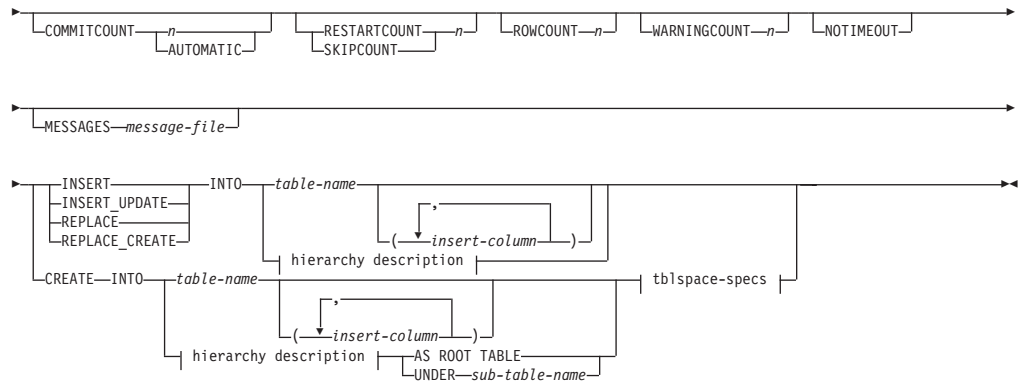 COMMITCOUNT n RESTARTCOUNT n ROWCOUNT n WARNINGCOUNT n NOTIMEOUT
AUTOMATIC SKIPCOUNT
MESSAGES message-file
INSERT INTO table-name
INSERT_UPDATE ,
REPLACE ( insert-column )
REPLACE_CREATE
hierarchy description
CREATE INTO table-name tblspace-specs
,
( insert-column )
hierarchy description AS ROOT TABLE
UNDER sub-table-name